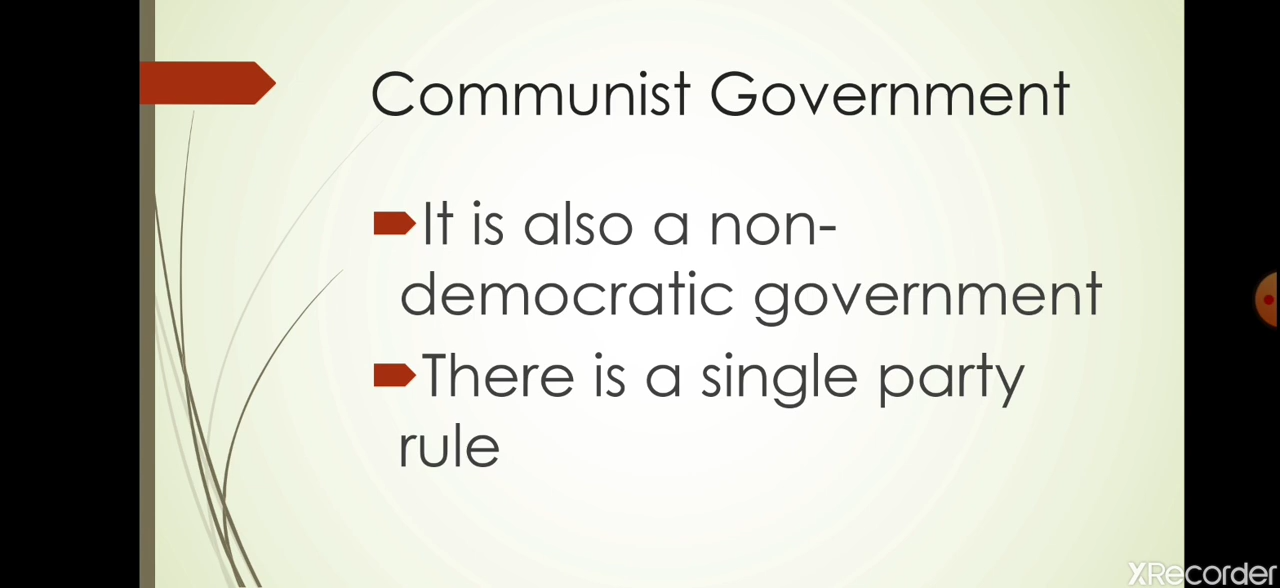 Communist Government
It is also a non-
democratic government
There is a single party
rule
XRecorder